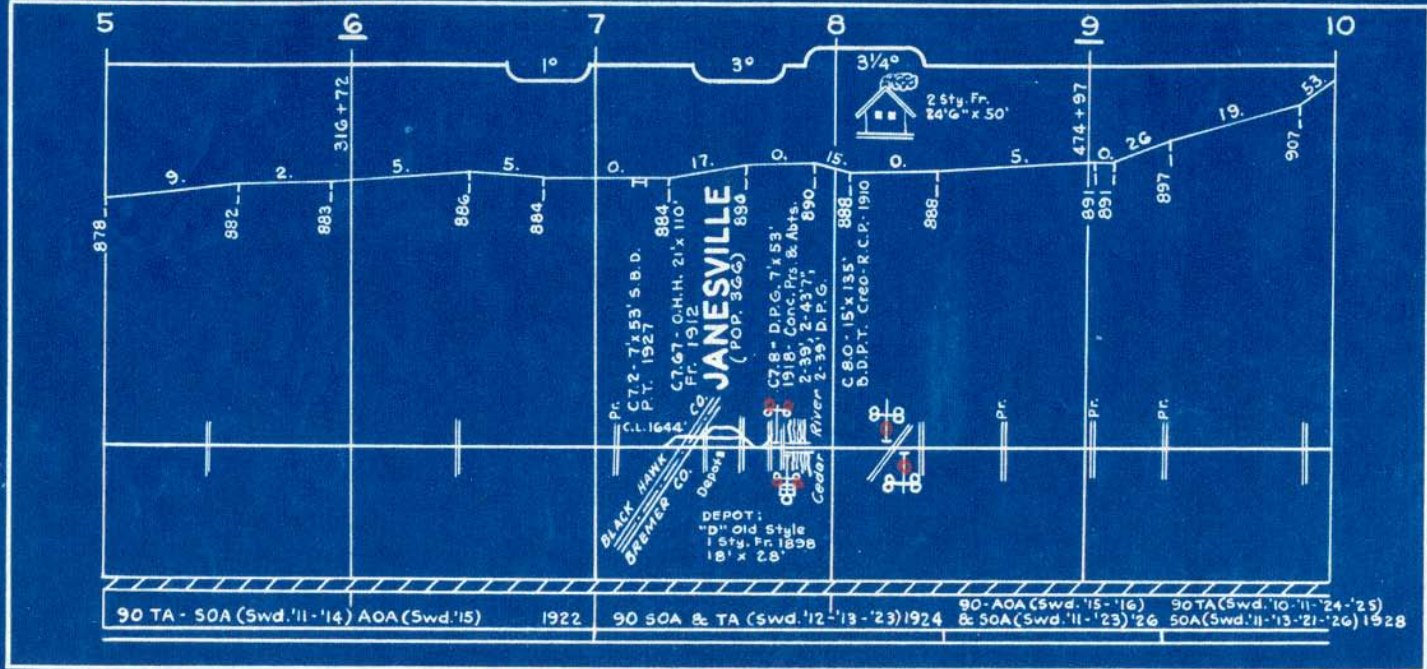 5 6 7 8 9 10
1° 3° 3¼°
316+72
474+97
2 Sty. Fr.
24'6" x 50'
9. 2. 5. 5. 0. 17. 0. 15. 0. 5. 0. 26 19. 53.
878 882 883 886 884 884 890 890 888 888 891 891 897 907
C7.2 - 7'x 53' S.B.D.
P.T. 1927
C7.67 - O.H.H. 21'x 110'
Fr. 1912
JANESVILLE
(POP. 366)
C7.8 - D.P.G. 7'x 53'
1918 - Conc. Prs. & Abts.
2-39', 2-43'7"
2-39' D.P.G.
Cedar River
C 8.0 - 15'x 135'
B.D.P.T. Creo-R.C.P.-1910
Pr. Pr. Pr. Pr.
C.L. 1644'
BLACK HAWK CO.
BREMER CO.
Depot
DEPOT:
"D" Old Style
1 Sty. Fr. 1898
18' x 28'
90 TA - SOA (Swd. '11-'14) AOA (Swd. '15) 1922
90 SOA & TA (Swd. '12-'13-'23) 1924
90-AOA (Swd. '15-'16)
& SOA (Swd. '11-'23) '26
90 TA (Swd. '10-'11-'24-'25)
SOA (Swd. '11-'13-'21-'26) 1928